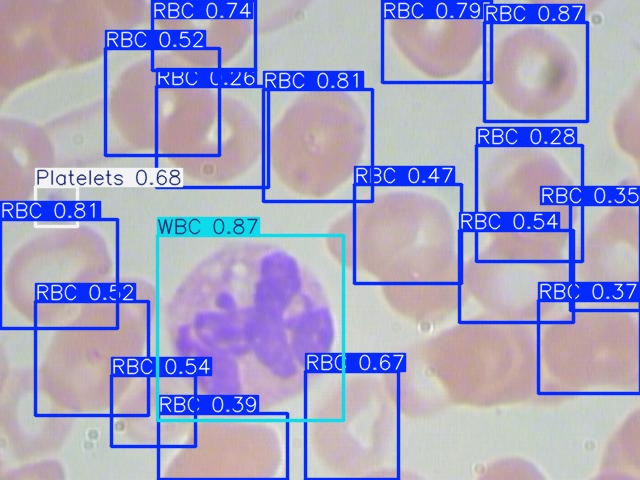 RBC 0.74
RBC 0.79
RBC 0.87
RBC 0.52
RBC 0.26
RBC 0.81
RBC 0.28
Platelets 0.68
RBC 0.47
RBC 0.35
RBC 0.81
WBC 0.87
RBC 0.54
RBC 0.52
RBC 0.37
RBC 0.54
RBC 0.67
RBC 0.39